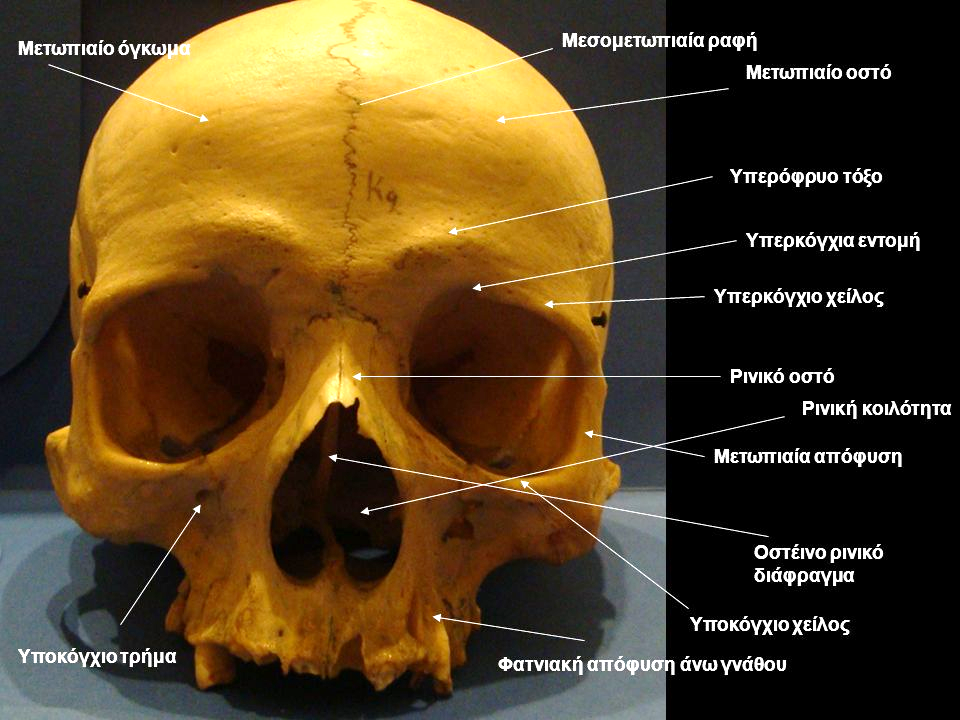 Μετωπιαίο όγκωμα
Μεσομετωπιαία ραφή
Μετωπιαίο οστό
Kg
Υπερόφρυο τόξο
Υπερκόγχια εντομή
Υπερκόγχιο χείλος
Ρινικό οστό
Ρινική κοιλότητα
Μετωπιαία απόφυση
Οστέινο ρινικό
διάφραγμα
Υποκόγχιο χείλος
Υποκόγχιο τρήμα
Φατνιακή απόφυση άνω γνάθου